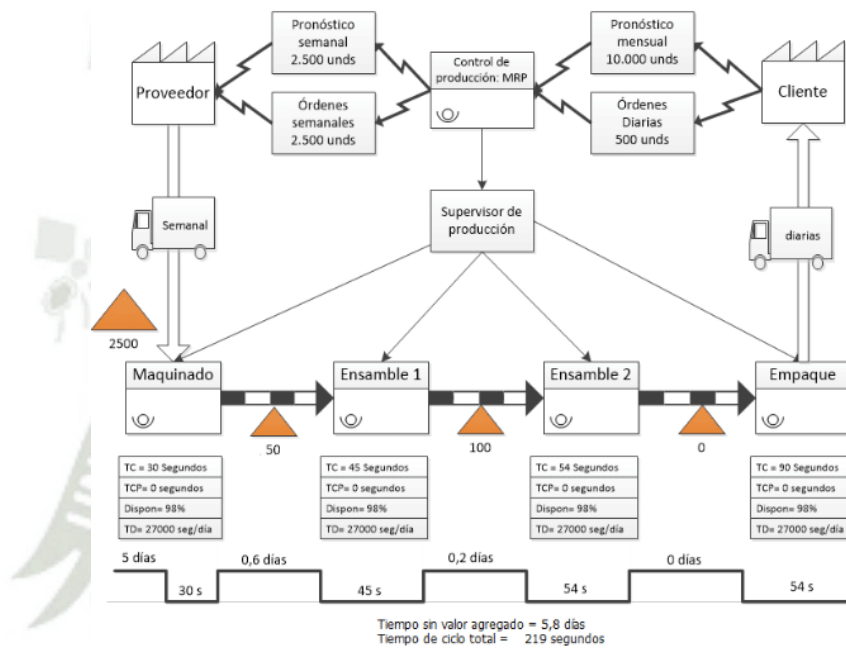 Pronóstico
semanal
2.500 unds
Control de
producción: MRP
Pronóstico
mensual
10.000 unds
Proveedor
Cliente
Órdenes
semanales
2.500 unds
Órdenes
Diarias
500 unds
Semanal
Supervisor de
producción
diarias
2500
Maquinado
Ensamble 1
Ensamble 2
Empaque
50
100
0
TC = 30 Segundos
TCP= 0 segundos
Dispon= 98%
TD= 27000 seg/día
TC = 45 Segundos
TCP= 0 segundos
Dispon= 98%
TD= 27000 seg/día
TC = 54 Segundos
TCP= 0 segundos
Dispon= 98%
TD= 27000 seg/día
TC = 90 Segundos
TCP= 0 segundos
Dispon= 98%
TD= 27000 seg/día
5 días
30 s
0,6 días
45 s
0,2 días
54 s
0 días
54 s
Tiempo sin valor agregado = 5,8 días
Tiempo de ciclo total = 219 segundos